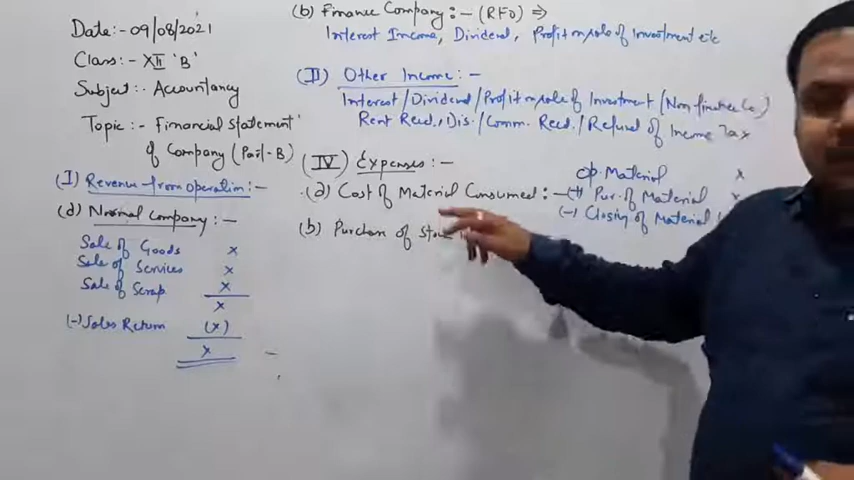 Date:- 09/08/2021
Class:- XII 'B'
Subject:- Accountancy
Topic:- Financial Statement
of Company (Part-B)
(I) Revenue from operation:-
(a) Normal Company:-
Sale of Goods x
Sale of Services x
Sale of Scrap x
x
(-) Sales Return (x)
x
(b) Finance Company:- (RFO) ⇒
Interest Income, Dividend, Profit on sale of Investment etc
(II) Other Income:-
Interest/Dividend/Profit on sale of Investment (Non-finance Co.)
Rent Recd., Dis./Comm. Recd./Refund of Income Tax
(IV) Expenses:-
(a) Cost of Material Consumed:-
Op. Material x
(+) Pur. of Material x
(-) Closing of Material
(b) Purchase of Stock